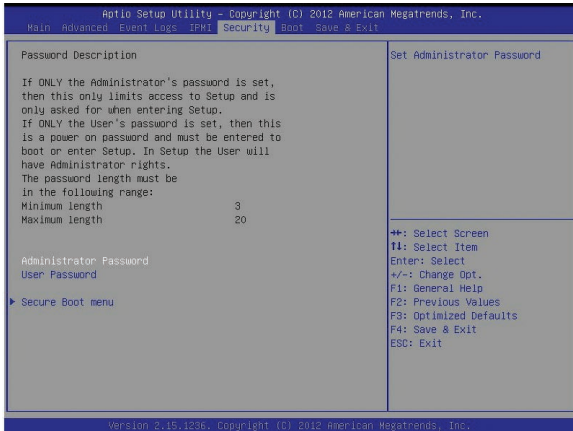 Aptio Setup Utility – Copyright (C) 2012 American Megatrends, Inc.
Main Advanced Event Logs IPMI Security Boot Save & Exit
Password Description
If ONLY the Administrator's password is set,
then this only limits access to Setup and is
only asked for when entering Setup.
If ONLY the User's password is set, then this
is a power on password and must be entered to
boot or enter Setup. In Setup the User will
have Administrator rights.
The password length must be
in the following range:
Minimum length 3
Maximum length 20
Administrator Password
User Password
Secure Boot menu
Set Administrator Password
→←: Select Screen
↑↓: Select Item
Enter: Select
+/-: Change Opt.
F1: General Help
F2: Previous Values
F3: Optimized Defaults
F4: Save & Exit
ESC: Exit
Version 2.15.1236. Copyright (C) 2012 American Megatrends, Inc.